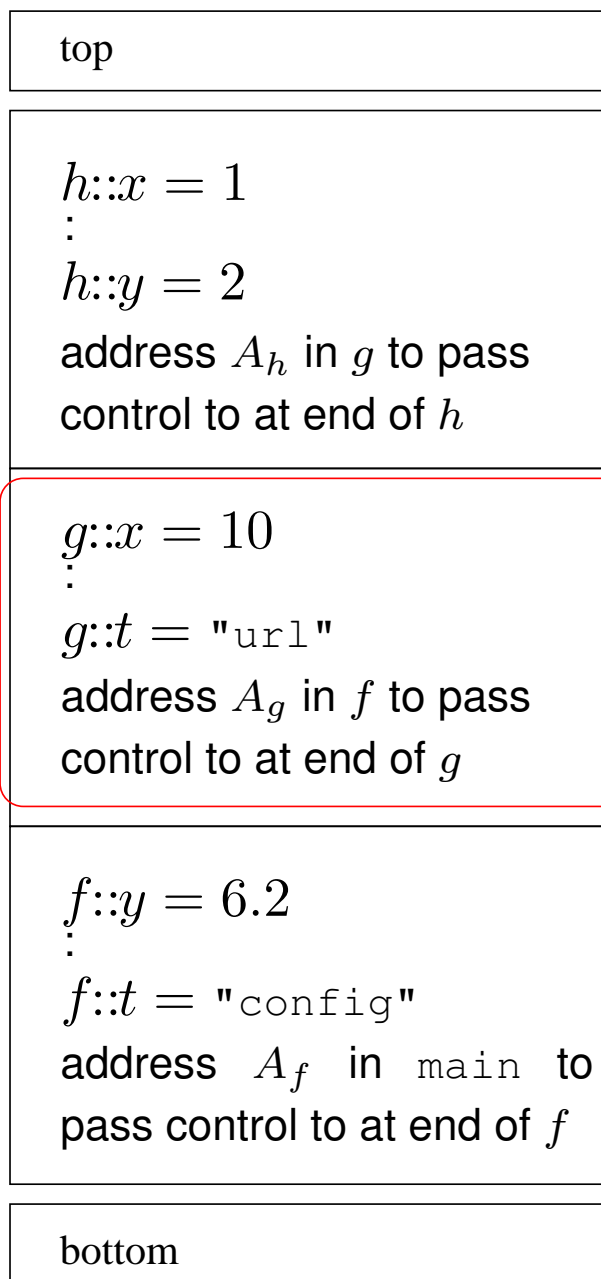 top
h::x = 1
⋮
h::y = 2
address A_h in g to pass
control to at end of h
g::x = 10
⋮
g::t = "url"
address A_g in f to pass
control to at end of g
f::y = 6.2
⋮
f::t = "config"
address A_f in main to
pass control to at end of f
bottom